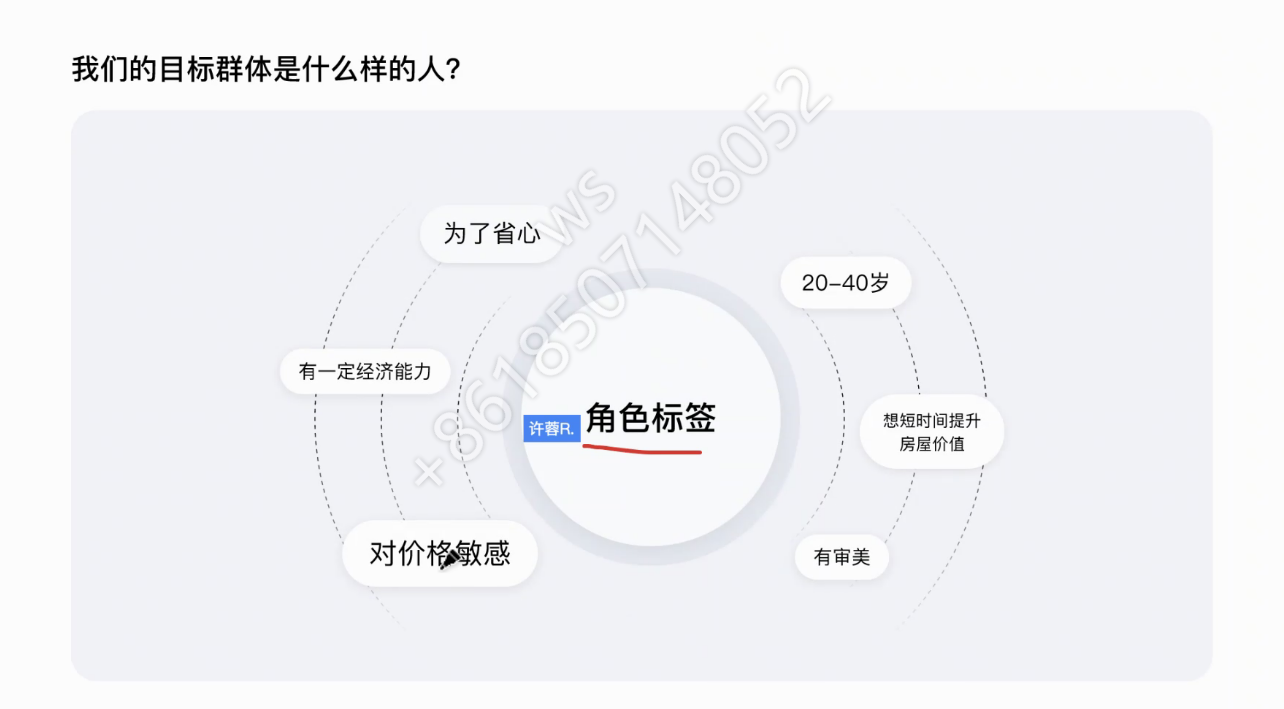 我们的目标群体是什么样的人?
为了省心
20-40岁
有一定经济能力
许蓉R.
角色标签
想短时间提升
房屋价值
对价格敏感
有审美
ws
+8618507148052